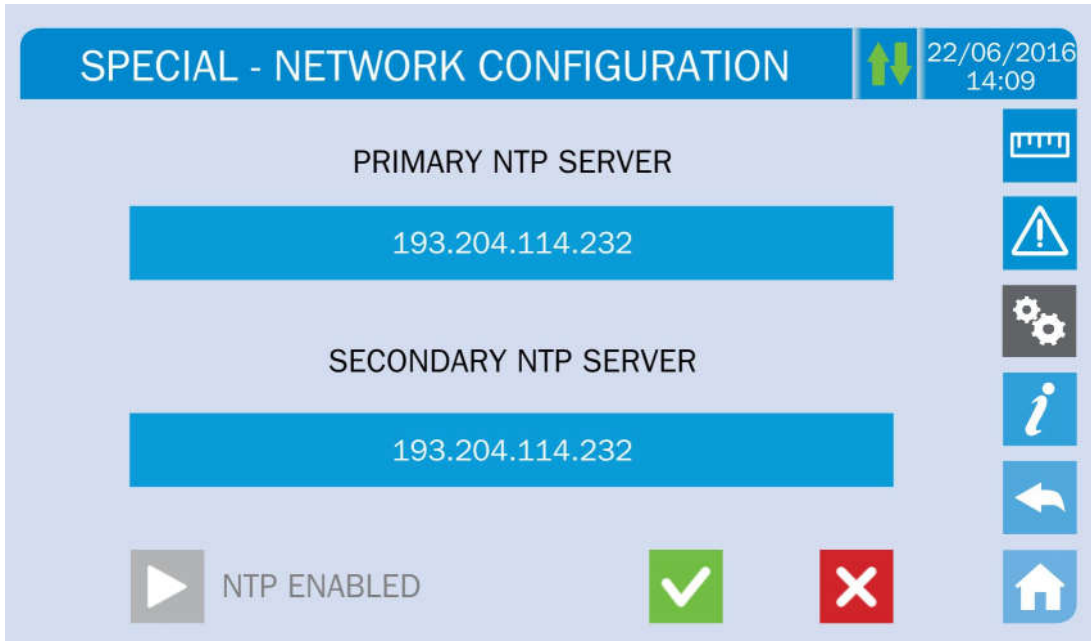 SPECIAL - NETWORK CONFIGURATION
22/06/2016
14:09
PRIMARY NTP SERVER
193.204.114.232
SECONDARY NTP SERVER
193.204.114.232
NTP ENABLED